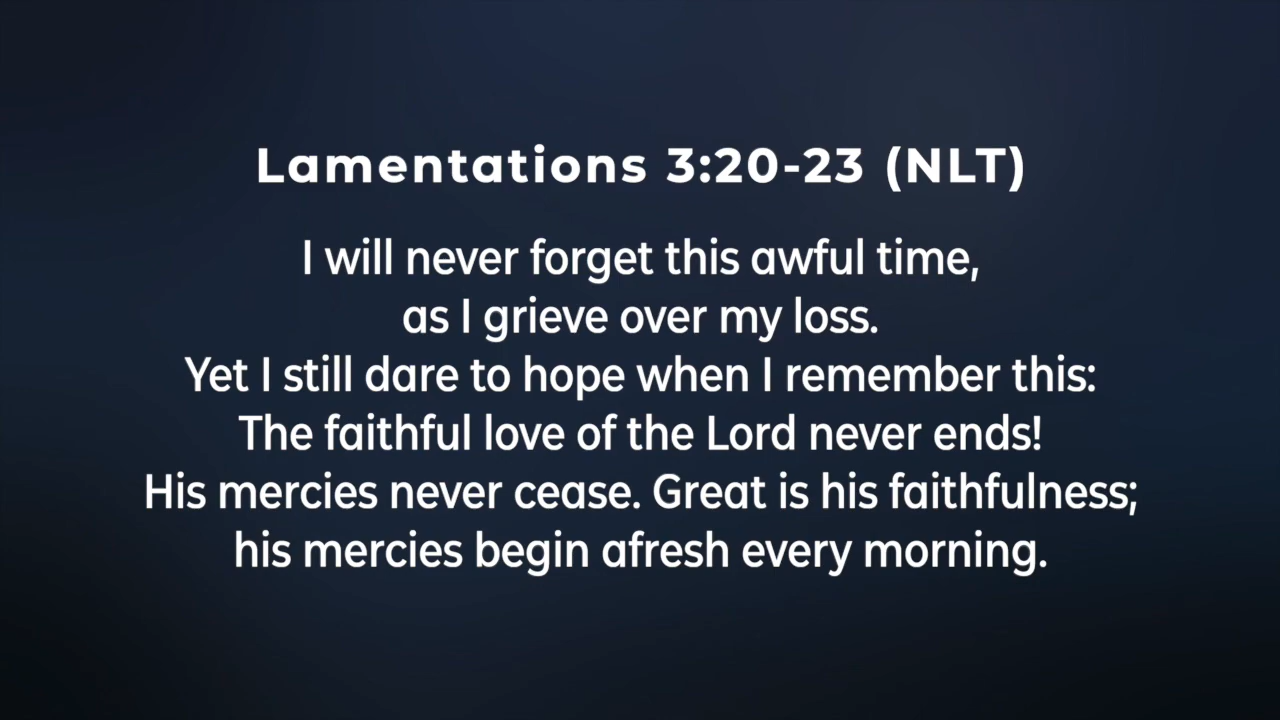 Lamentations 3:20-23 (NLT)
I will never forget this awful time,
as I grieve over my loss.
Yet I still dare to hope when I remember this:
The faithful love of the Lord never ends!
His mercies never cease. Great is his faithfulness;
his mercies begin afresh every morning.